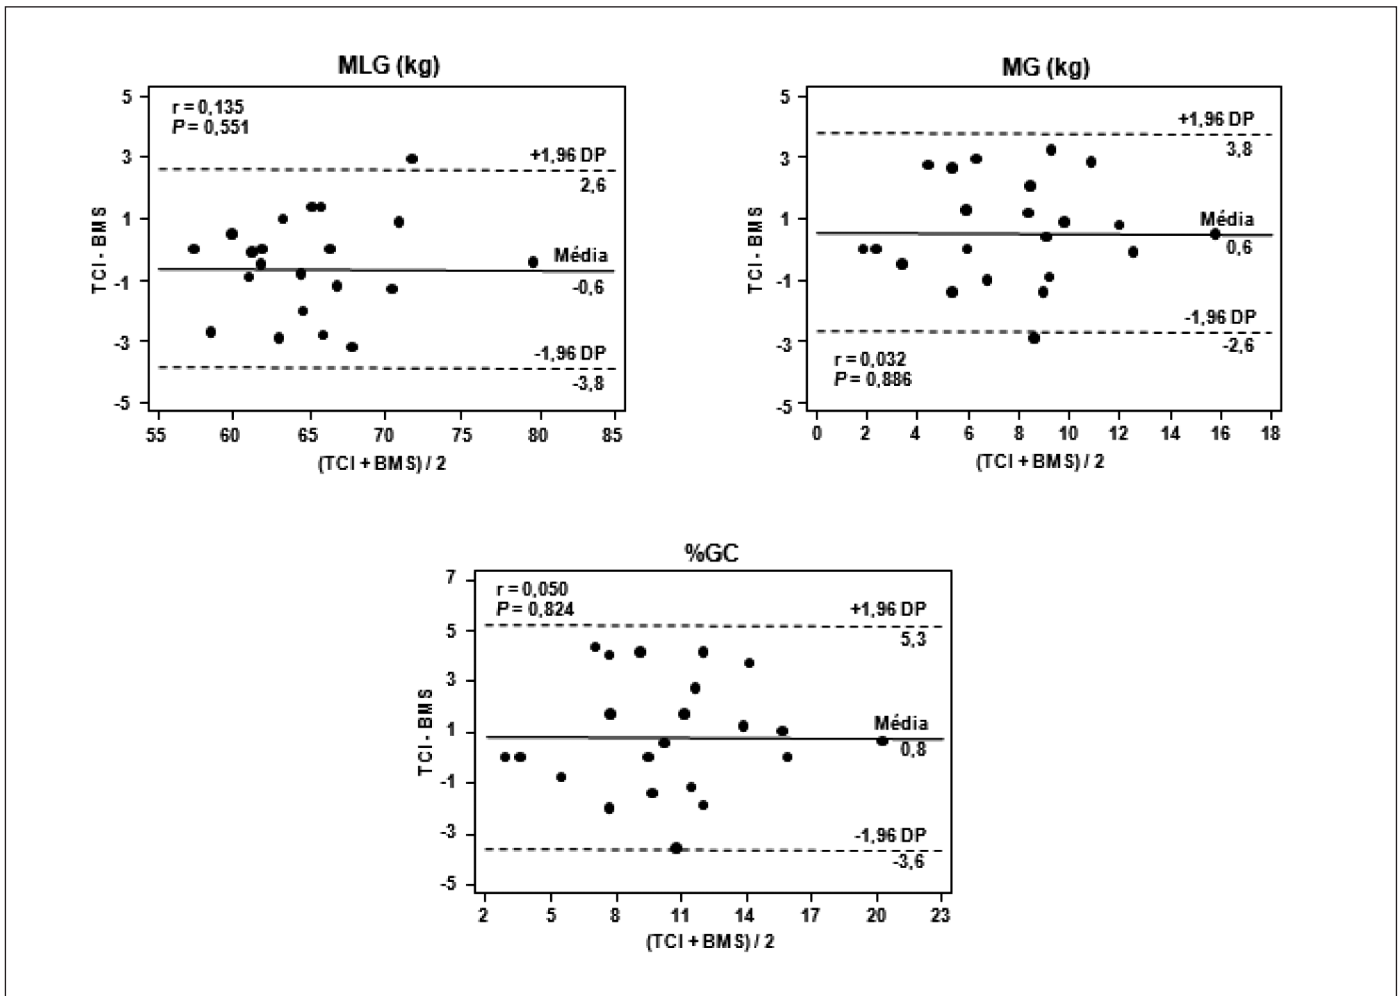 MLG (kg)
5
r = 0,135
P = 0,551
3
+1,96 DP
2,6
1
TCI - BMS
Média
-1
-0,6
-3
-1,96 DP
-3,8
-5
55 60 65 70 75 80 85
(TCI + BMS) / 2
MG (kg)
5
+1,96 DP
3
3,8
1
Média
TCI - BMS
0,6
-1
-1,96 DP
-3
-2,6
r = 0,032
P = 0,886
-5
0 2 4 6 8 10 12 14 16 18
(TCI + BMS) / 2
%GC
7
r = 0,050
P = 0,824
+1,96 DP
5
5,3
3
TCI - BMS
1
Média
0,8
-1
-3
-1,96 DP
-3,6
-5
2 5 8 11 14 17 20 23
(TCI + BMS) / 2